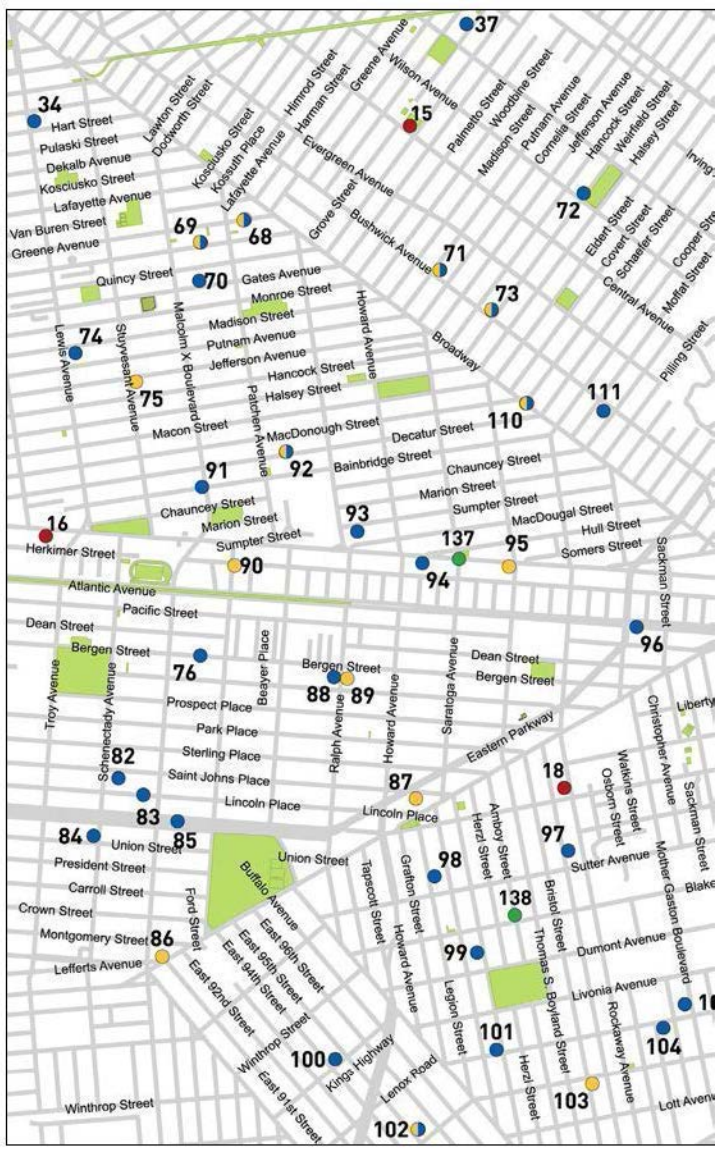 37
Greene Avenue
Wilson Avenue
Himrod Street
Harman Street
Woodbine Street
Palmetto Street
Putnam Avenue
Cornelia Street
Madison Street
Jefferson Avenue
Hancock Street
Weirfield Street
Halsey Street
34
15
Lawton Street
Dodworth Street
Hart Street
Pulaski Street
Dekalb Avenue
Kosciusko Street
Lafayette Avenue
Van Buren Street
Greene Avenue
Kosciusko Street
Kossuth Place
Lafayette Avenue
Evergreen Avenue
Grove Street
Bushwick Avenue
Irving
72
Eldert Street
Covert Street
Schaefer Street
Cooper St
Moffat Street
Central Avenue
Pilling Street
69
68
71
70
73
Quincy Street
Gates Avenue
Monroe Street
Madison Street
Putnam Avenue
Jefferson Avenue
Hancock Street
Halsey Street
Howard Avenue
Broadway
74
Lewis Avenue
Stuyvesant Avenue
75
Malcolm X Boulevard
Patchen Avenue
110
111
Macon Street
MacDonough Street
Decatur Street
Bainbridge Street
Chauncey Street
Marion Street
Sumpter Street
MacDougal Street
Hull Street
Somers Street
91
92
Chauncey Street
Marion Street
Sumpter Street
93
137
95
94
Sackman Street
16
Herkimer Street
90
Atlantic Avenue
Pacific Street
Dean Street
Bergen Street
96
76
Beayer Place
Bergen Street
88
89
Dean Street
Bergen Street
Saratoga Avenue
Troy Avenue
Schenectady Avenue
Prospect Place
Park Place
Sterling Place
Saint Johns Place
Lincoln Place
Ralph Avenue
Howard Avenue
Eastern Parkway
Christopher Avenue
Liberty
82
83
84
85
87
Lincoln Place
18
Watkins Street
Osborn Street
Sackman Street
Union Street
President Street
Carroll Street
Crown Street
Montgomery Street
Lefferts Avenue
Ford Street
Union Street
Buffalo Avenue
Tapscott Street
Grafton Street
98
Amboy Street
Herzl Street
97
Sutter Avenue
Mother Gaston Boulevard
Blake
138
Bristol Street
86
East 96th Street
East 95th Street
East 94th Street
East 92nd Street
Howard Avenue
99
Thomas S. Boyland Street
Dumont Avenue
Livonia Avenue
Legion Street
10
104
Rockaway Avenue
Winthrop Street
100
Kings Highway
East 91st Street
Lenox Road
101
Herzl Street
103
Lott Avenu
Winthrop Street
102